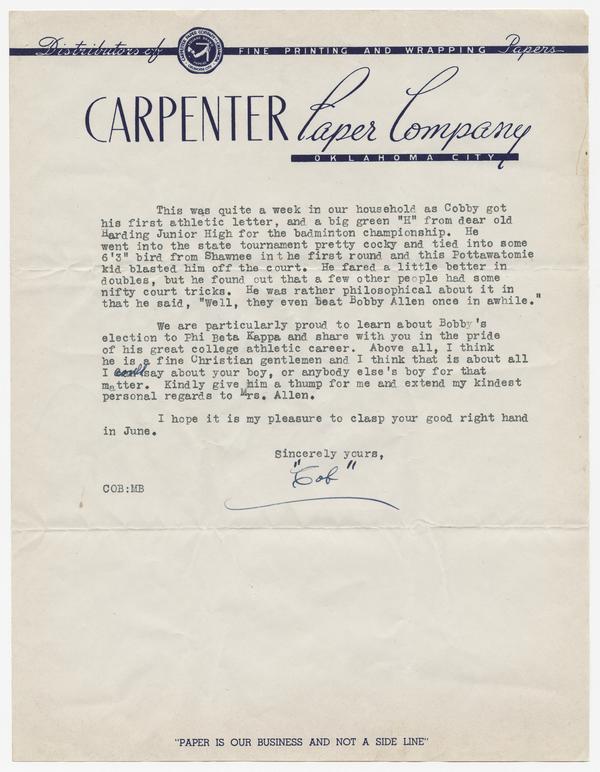 Distributors of FINE PRINTING AND WRAPPING Papers
CARPENTER Paper Company
OKLAHOMA CITY
This was quite a week in our household as Cobby got
his first athletic letter, and a big green "H" from dear old
Harding Junior High for the badminton championship. He
went into the state tournament pretty cocky and tied into some
6'3" bird from Shawnee in the first round and this Pottawatomie
kid blasted him off the court. He fared a little better in
doubles, but he found out that a few other people had some
nifty court tricks. He was rather philosophical about it in
that he said, "Well, they even beat Bobby Allen once in awhile."
We are particularly proud to learn about Bobby's
election to Phi Beta Kappa and share with you in the pride
of his great college athletic career. Above all, I think
he is a fine Christian gentlemen and I think that is about all
I could say about your boy, or anybody else's boy for that
matter. Kindly give him a thump for me and extend my kindest
personal regards to Mrs. Allen.
I hope it is my pleasure to clasp your good right hand
in June.
Sincerely yours,
"Cob"
COB:MB
"PAPER IS OUR BUSINESS AND NOT A SIDE LINE"